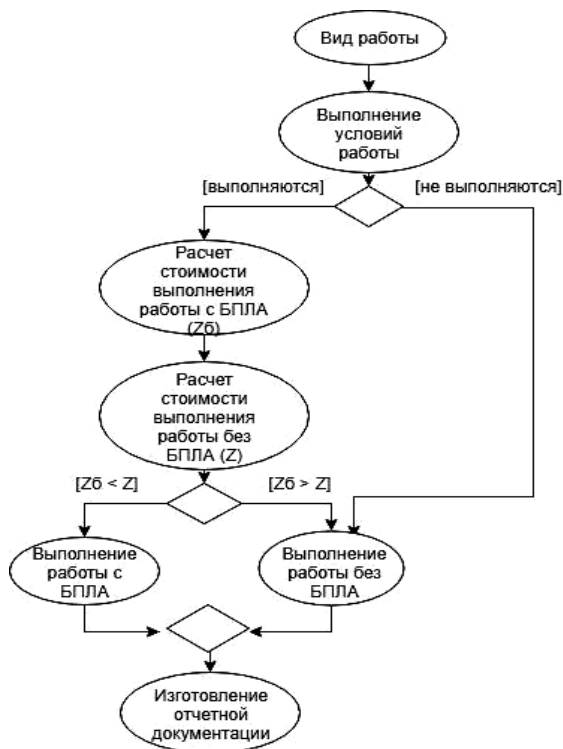 Вид работы
Выполнение
условий
работы
[выполняются]
[не выполняются]
Расчет
стоимости
выполнения
работы с БПЛА
(Zб)
Расчет
стоимости
выполнения
работы без
БПЛА (Z)
[Zб < Z]
[Zб > Z]
Выполнение
работы с
БПЛА
Выполнение
работы без
БПЛА
Изготовление
отчетной
документации